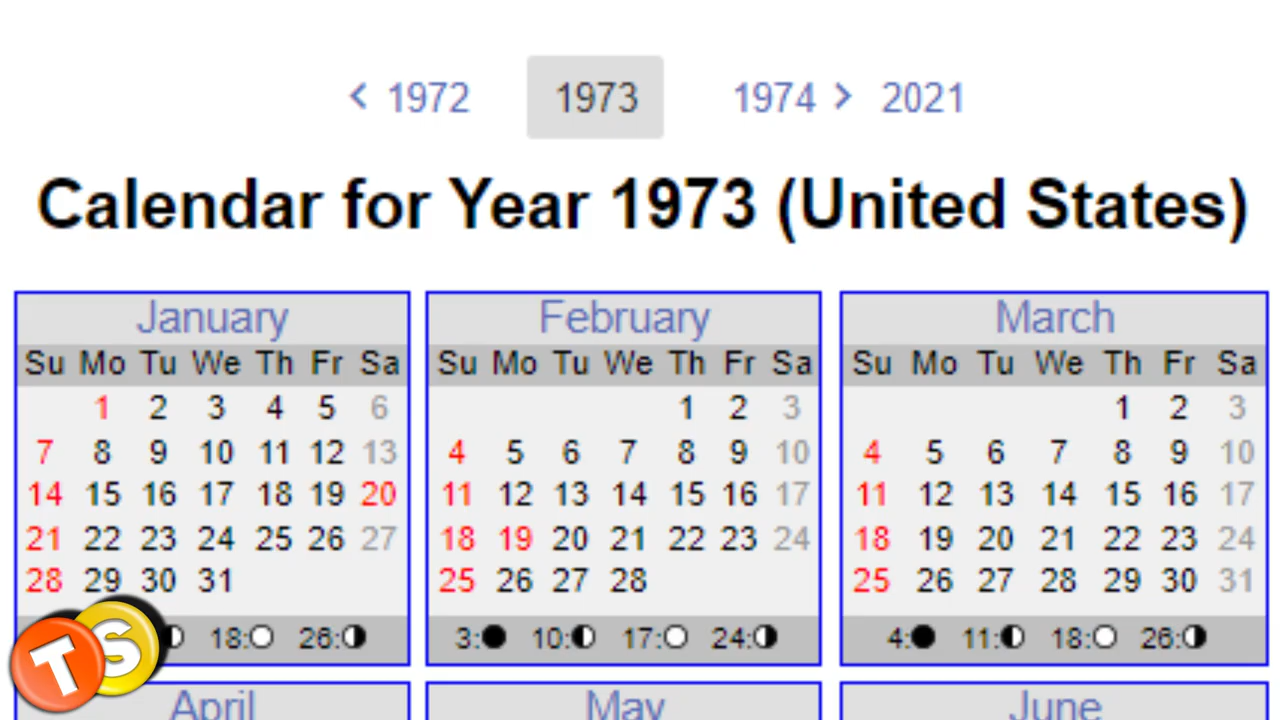 < 1972 1973 1974 > 2021
Calendar for Year 1973 (United States)
January February March
Su Mo Tu We Th Fr Sa Su Mo Tu We Th Fr Sa Su Mo Tu We Th Fr Sa
1 2 3 4 5 6 1 2 3 1 2 3
7 8 9 10 11 12 13 4 5 6 7 8 9 10 4 5 6 7 8 9 10
14 15 16 17 18 19 20 11 12 13 14 15 16 17 11 12 13 14 15 16 17
21 22 23 24 25 26 27 18 19 20 21 22 23 24 18 19 20 21 22 23 24
28 29 30 31 25 26 27 28 25 26 27 28 29 30 31
18:○ 26:◑ 3:● 10:◐ 17:○ 24:◑ 4:● 11:◐ 18:○ 26:◑
TS
April May June